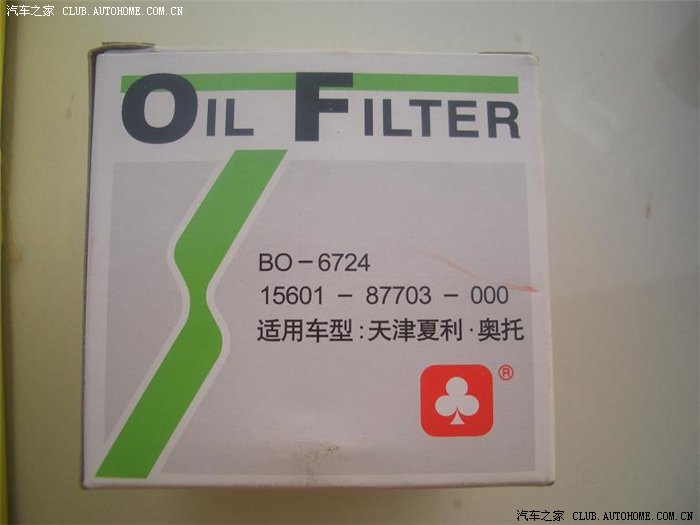 汽车之家 CLUB.AUTOHOME.COM.CN
OIL FILTER
BO-6724
15601-87703-000
适用车型:天津夏利·奥托
®
汽车之家 CLUB.AUTOHOME.COM.CN